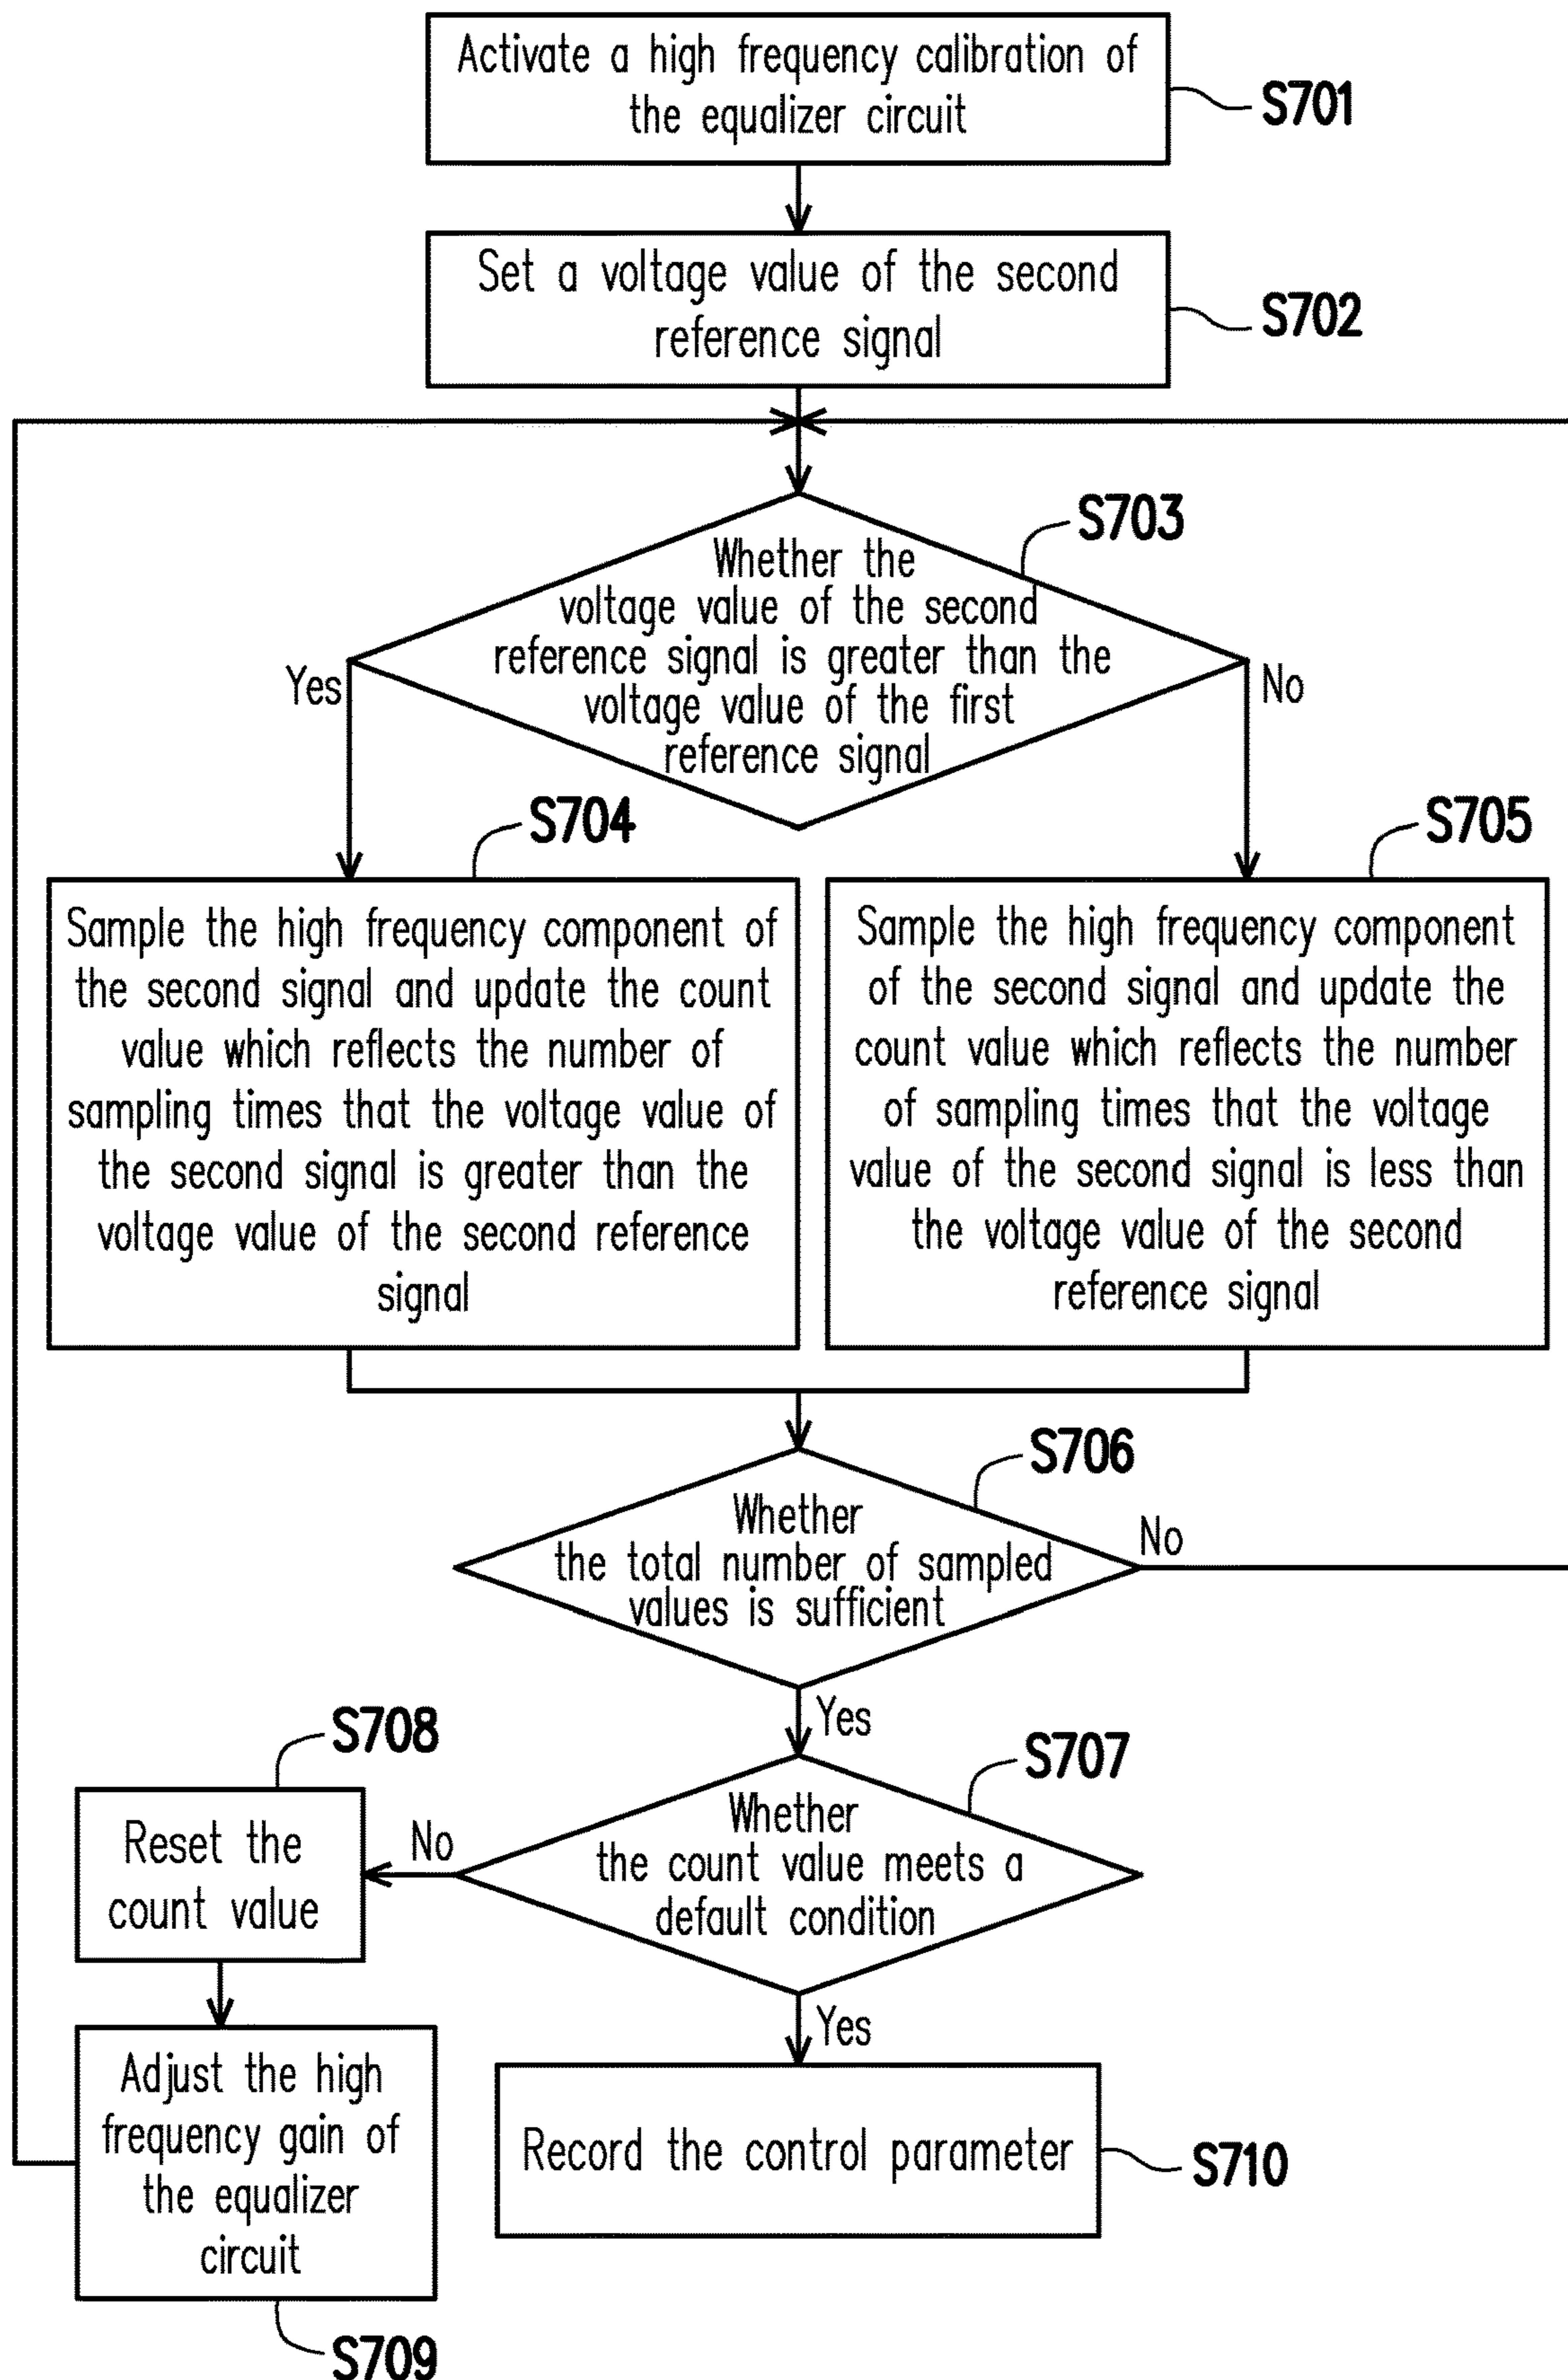 Activate a high frequency calibration of
the equalizer circuit
S701
Set a voltage value of the second
reference signal
S702
S703
Whether the
voltage value of the second
reference signal is greater than the
voltage value of the first
reference signal
Yes
No
S704
S705
Sample the high frequency component of
the second signal and update the count
value which reflects the number of
sampling times that the voltage value of
the second signal is greater than the
voltage value of the second reference
signal
Sample the high frequency component
of the second signal and update the
count value which reflects the number
of sampling times that the voltage
value of the second signal is less than
the voltage value of the second
reference signal
S706
Whether
the total number of sampled
values is sufficient
No
Yes
S708
S707
Whether
the count value meets a
default condition
No
Reset the
count value
Yes
Adjust the high
frequency gain of
the equalizer
circuit
Record the control parameter
S710
S709